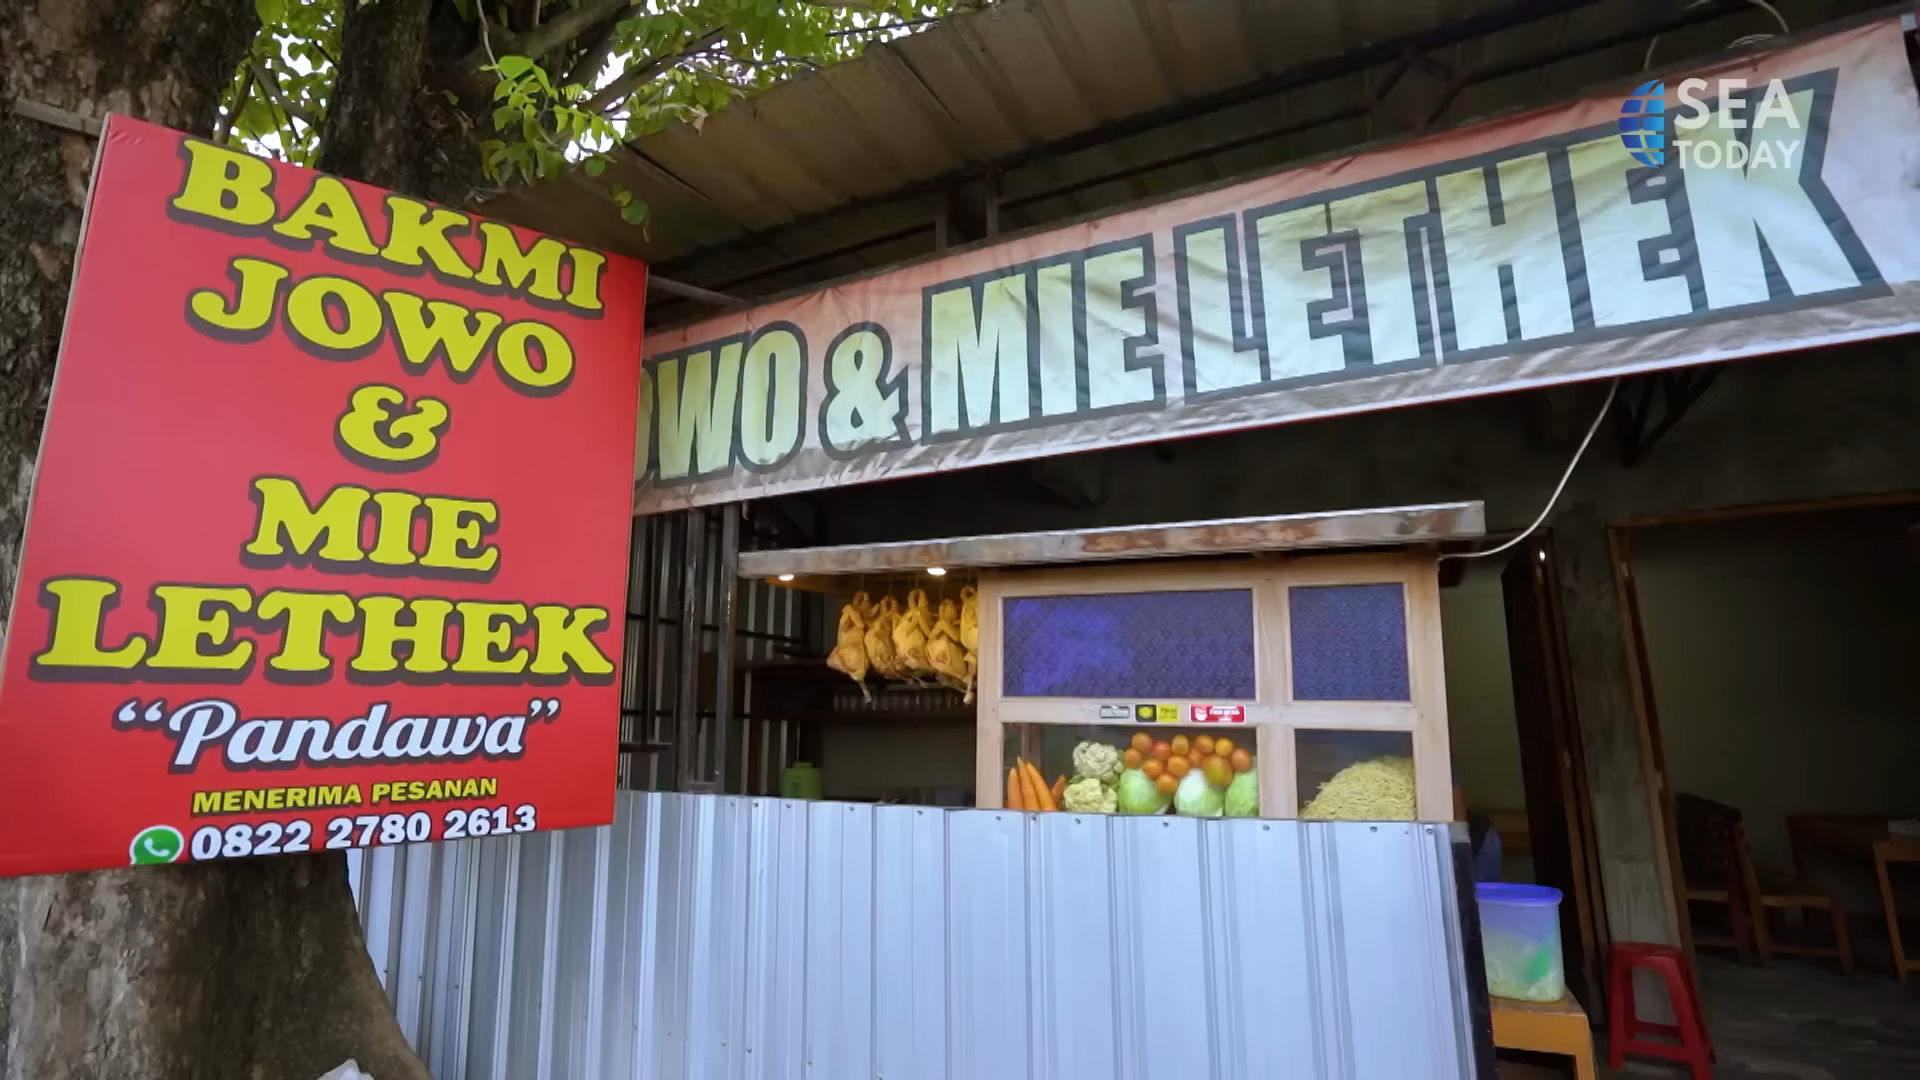 BAKMI
JOWO
&
MIE
LETHEK
“Pandawa”
MENERIMA PESANAN
0822 2780 2613
OWO & MIE LETHEK
SEA
TODAY